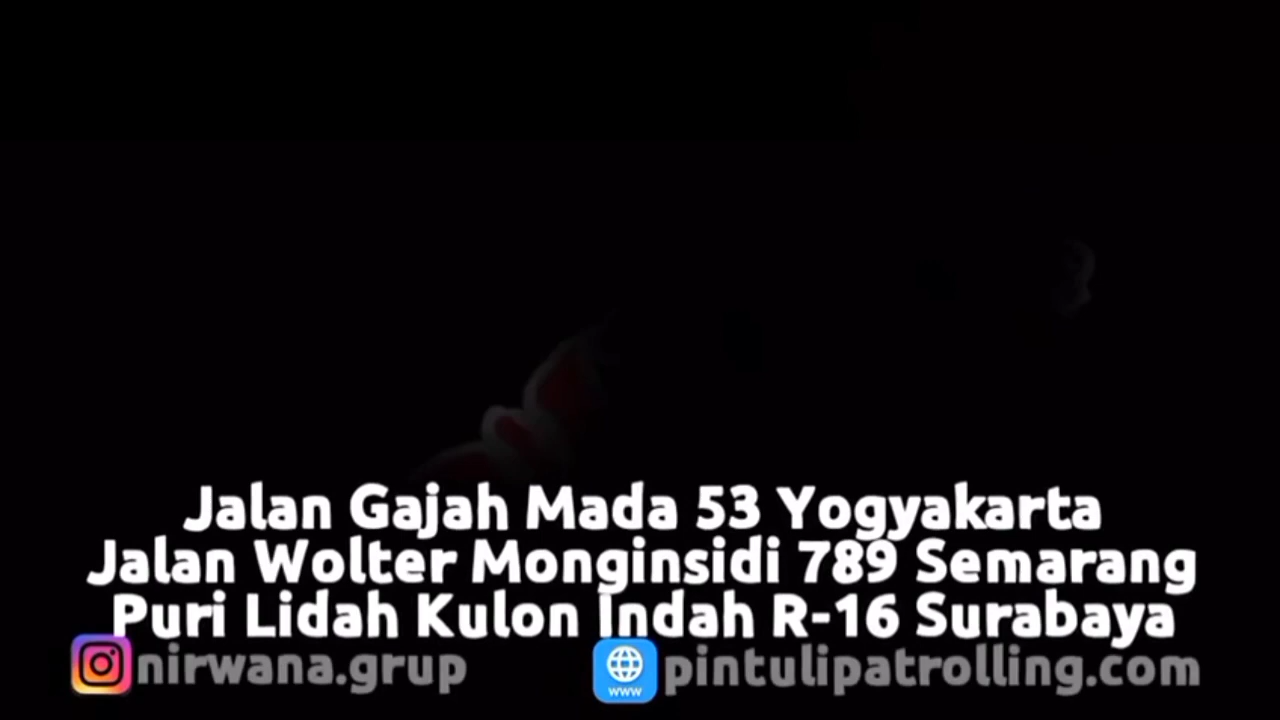 Jalan Gajah Mada 53 Yogyakarta
Jalan Wolter Monginsidi 789 Semarang
Puri Lidah Kulon Indah R-16 Surabaya
nirwana.grup
www
pintulipatrolling.com